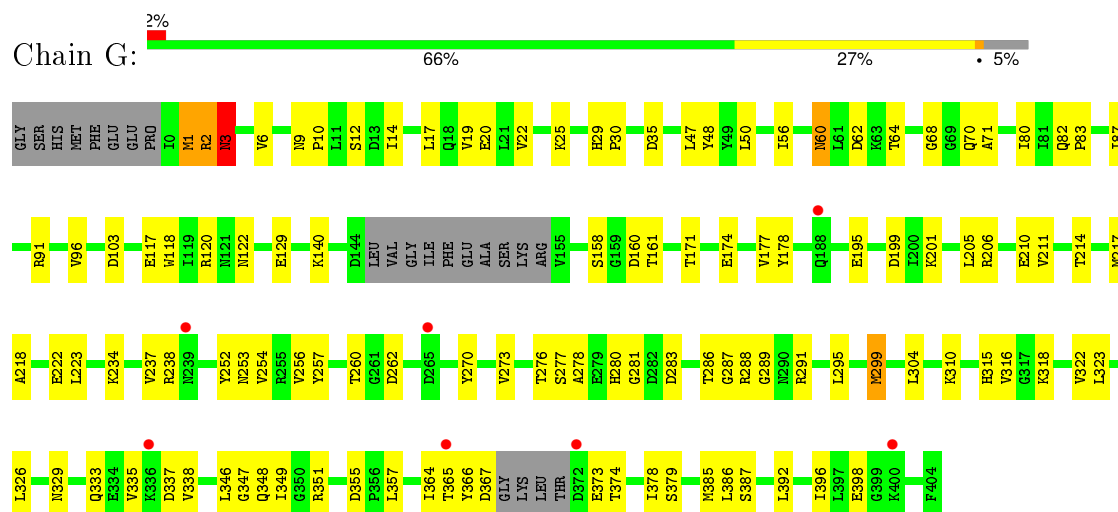 2%
Chain G:
66% 27% • 5%
GLY SER HIS MET PHE GLU GLU PRO I0 M1 R2 N3 V6 N9 P10 L11 S12 D13 I14 L17 Q18 V19 E20 L21 V22 K25 H29 P30 D35 L47 Y48 Y49 L50 I56 N60 L61 D62 K63 T64 G68 G69 Q70 A71 I80 I81 Q82 P83 I87
R91 V96 D103 E117 W118 I119 R120 N121 N122 E129 K140 D144 LEU VAL GLY ILE PHE GLU ALA SER LYS ARG V155 S158 G159 D160 T161 T171 E174 V177 Y178 Q188 E195 D199 I200 K201 L205 R206 E210 V211 T214 M217
A218 E222 L223 K234 V237 R238 N239 Y252 N253 V254 R255 V256 Y257 T260 G261 D262 D265 Y270 V273 T276 S277 A278 E279 H280 G281 D282 D283 T286 G287 R288 G289 N290 R291 L295 M299 L304 K310 H315 V316 G317 K318 V322 L323
L326 N329 Q333 E334 V335 K336 D337 V338 L346 G347 Q348 I349 G350 R351 D355 P356 L357 I364 T365 Y366 D367 GLY LYS LEU THR D372 E373 T374 I378 S379 M385 L386 S387 L392 I396 L397 E398 G399 K400 F404